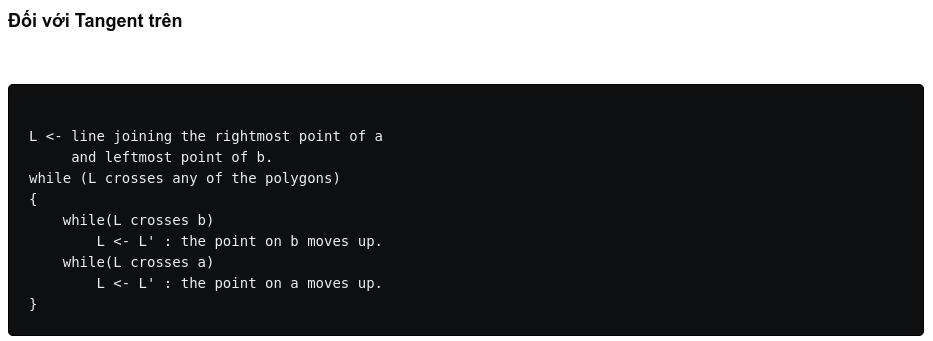 Đối với Tangent trên
L <- line joining the rightmost point of a
     and leftmost point of b.
while (L crosses any of the polygons)
{
    while(L crosses b)
        L <- L' : the point on b moves up.
    while(L crosses a)
        L <- L' : the point on a moves up.
}